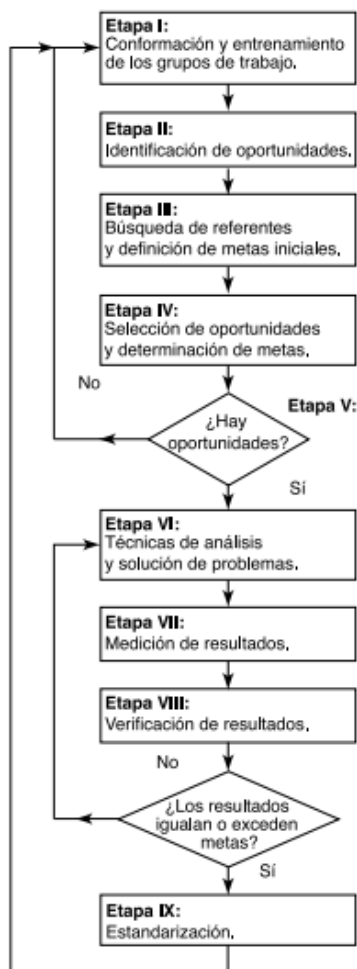 Etapa I:
Conformación y entrenamiento
de los grupos de trabajo.
Etapa II:
Identificación de oportunidades.
Etapa III:
Búsqueda de referentes
y definición de metas iniciales.
Etapa IV:
Selección de oportunidades
y determinación de metas.
No
Etapa V:
¿Hay
oportunidades?
Sí
Etapa VI:
Técnicas de análisis
y solución de problemas.
Etapa VII:
Medición de resultados.
Etapa VIII:
Verificación de resultados.
No
¿Los resultados
igualan o exceden
metas?
Sí
Etapa IX:
Estandarización.